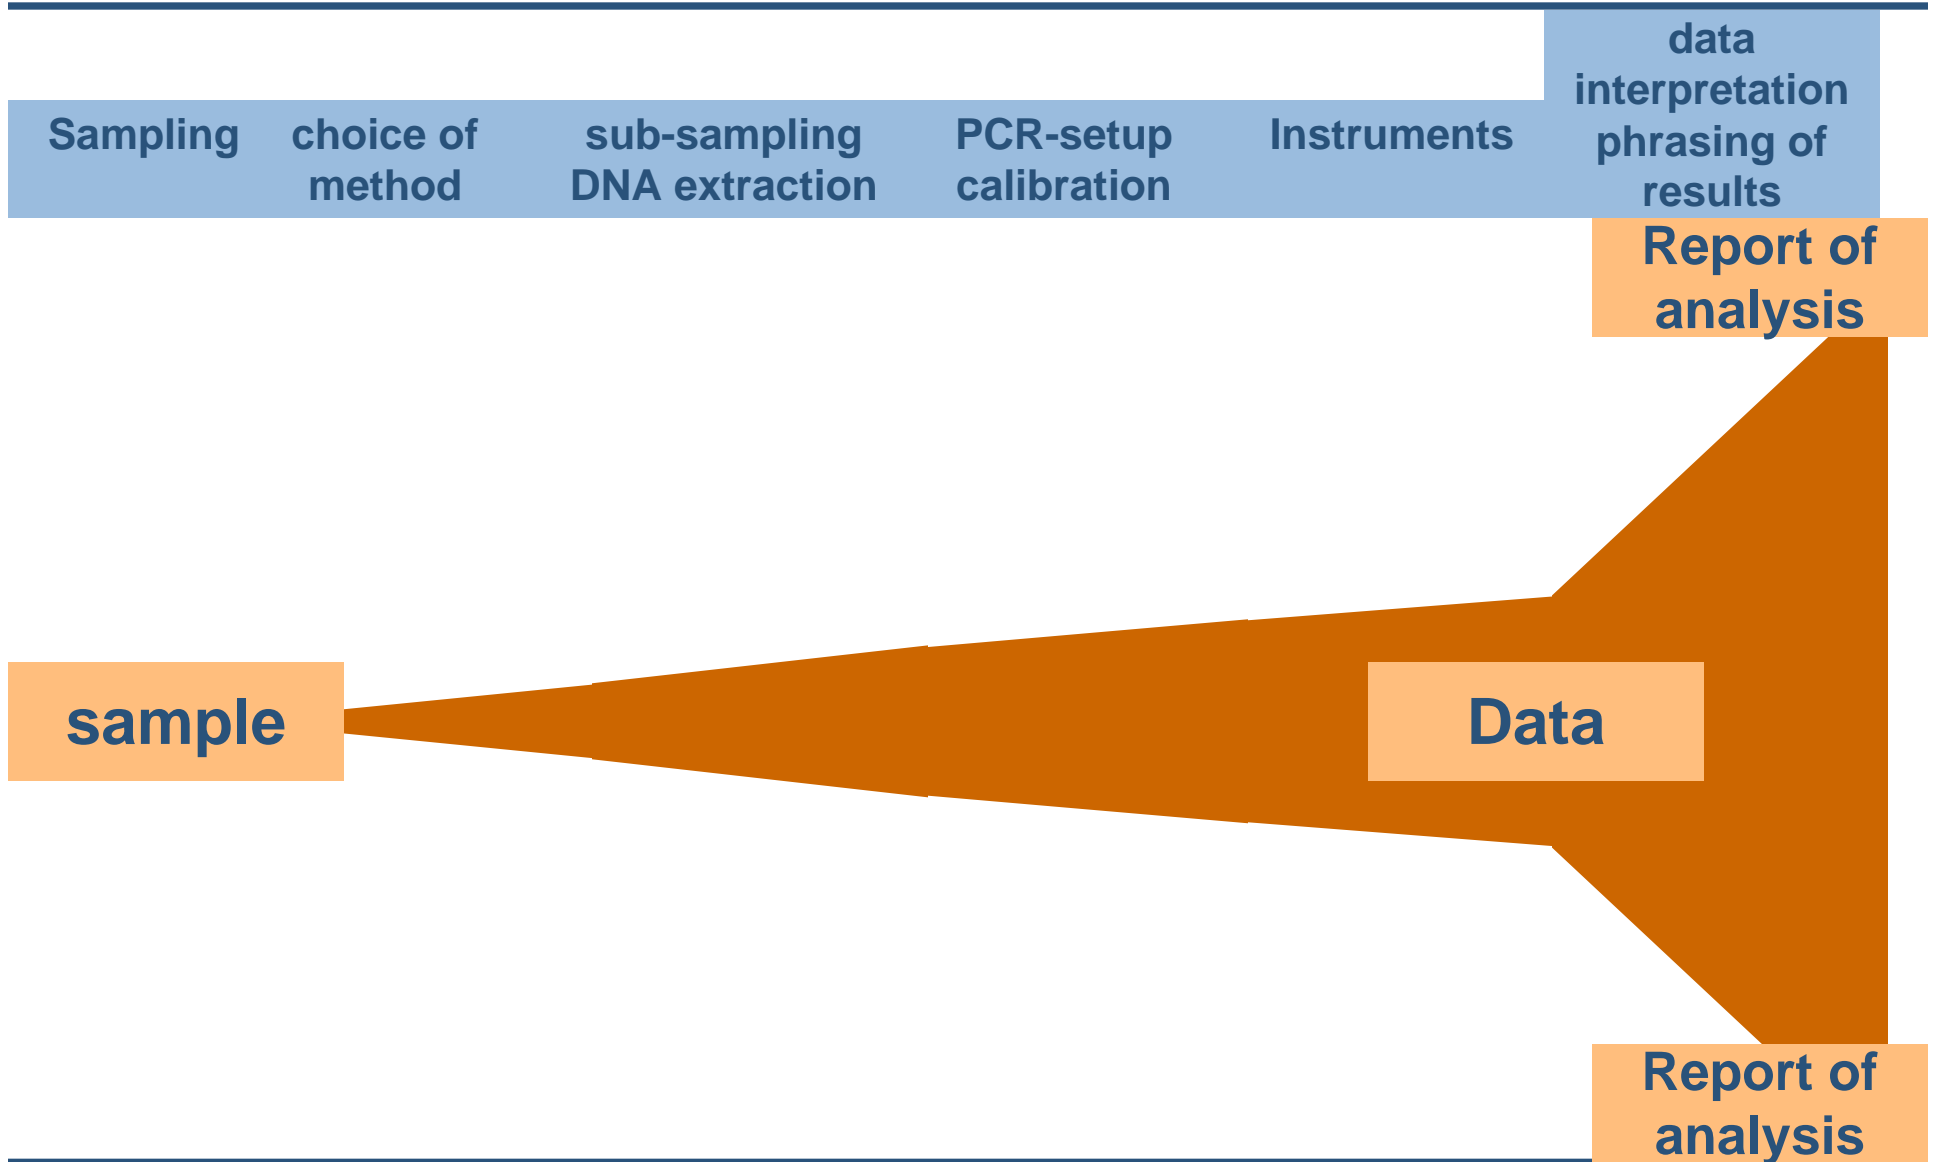 Sampling
choice of
method
sub-sampling
DNA extraction
PCR-setup
calibration
Instruments
data
interpretation
phrasing of
results
Report of
analysis
sample
Data
Report of
analysis